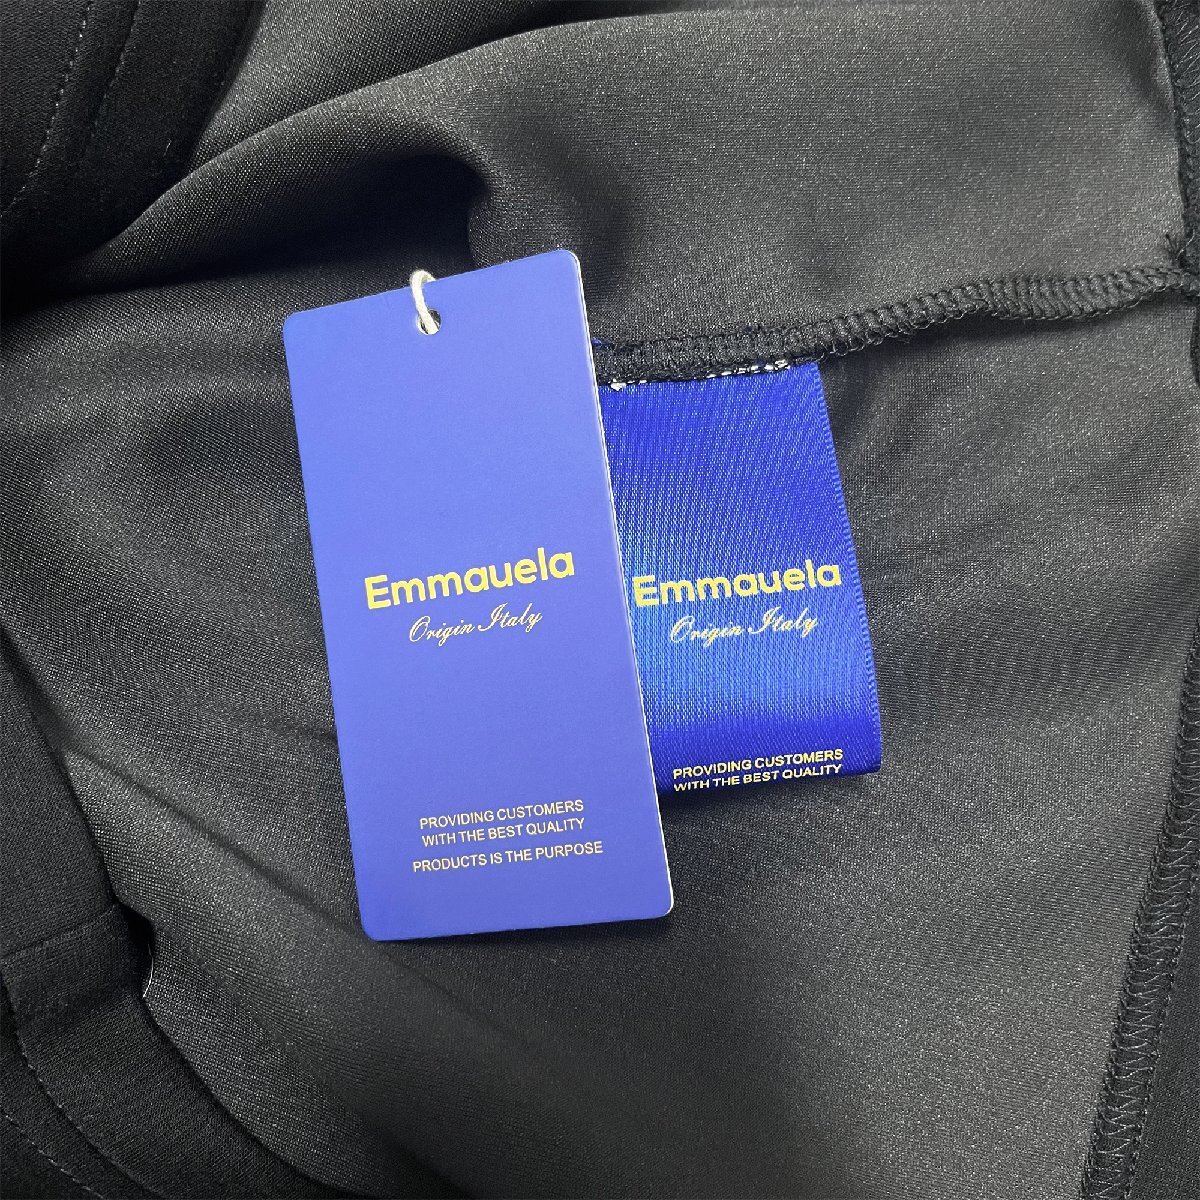 Emmauela
Origin Italy
PROVIDING CUSTOMERS
WITH THE BEST QUALITY
PRODUCTS IS THE PURPOSE
Emmauela
Origin Italy
PROVIDING CUSTOMERS
WITH THE BEST QUALITY